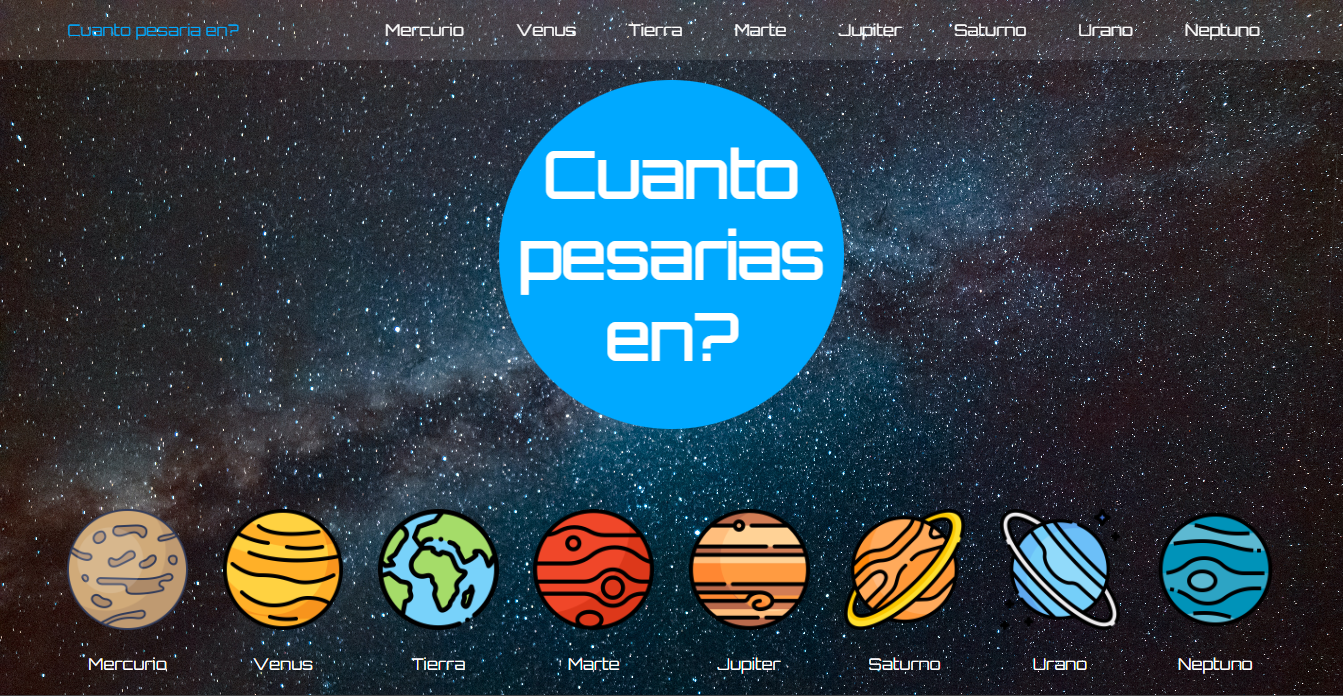 Cuanto pesaria en? Mercurio Venus Tierra Marte Jupiter Saturno Urano Neptuno
Cuanto
pesarias
en?
Mercurio Venus Tierra Marte Jupiter Saturno Urano Neptuno